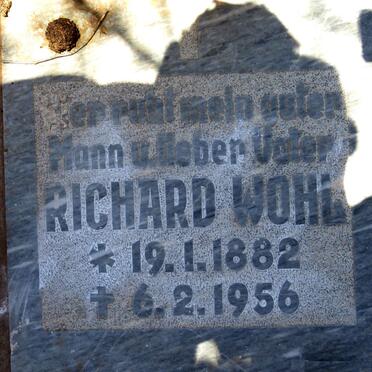 Hier ruht mein guter
Mann u. lieber Vater
RICHARD WOHL
* 19.1.1882
† 6.2.1956